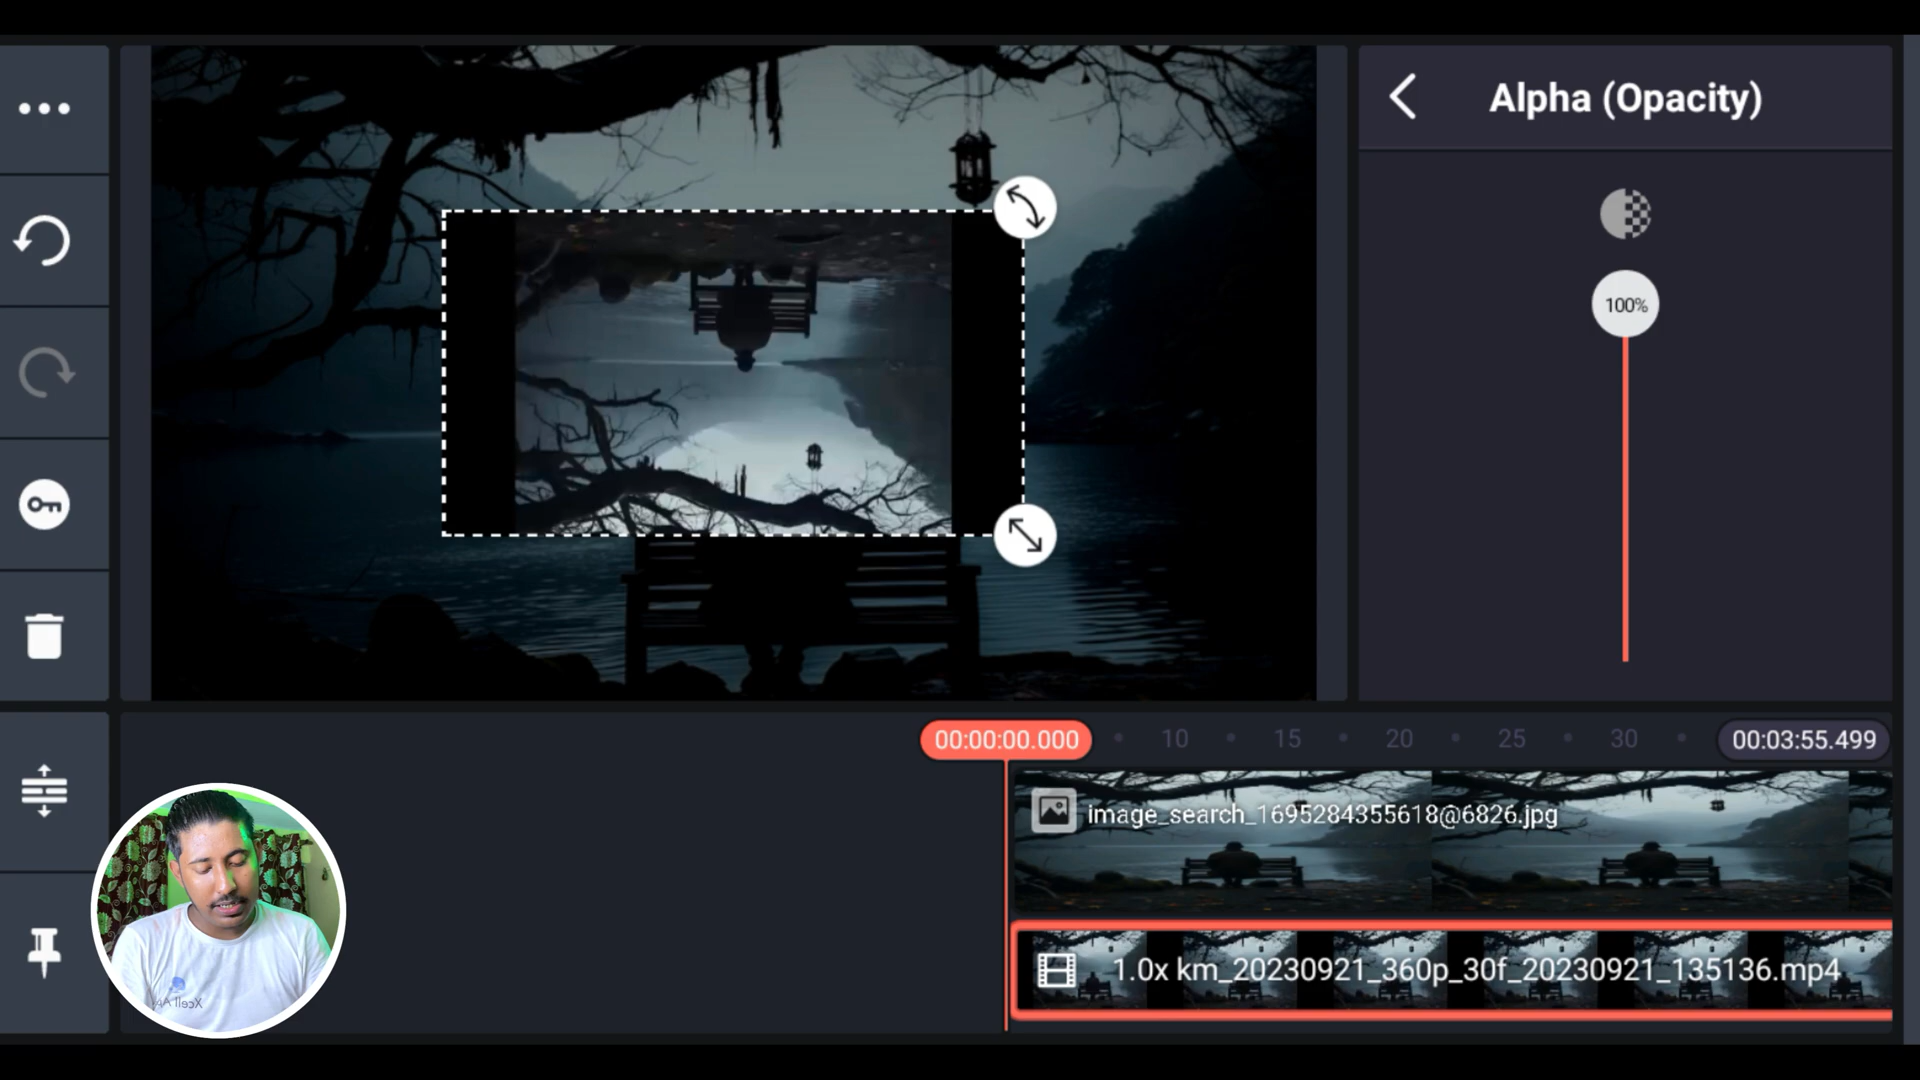 Alpha (Opacity)
100%
00:00:00.000
10
15
20
25
30
00:03:55.499
image_search_1695284355618@6826.jpg
1.0x km_20230921_360p_30f_20230921_135136.mp4